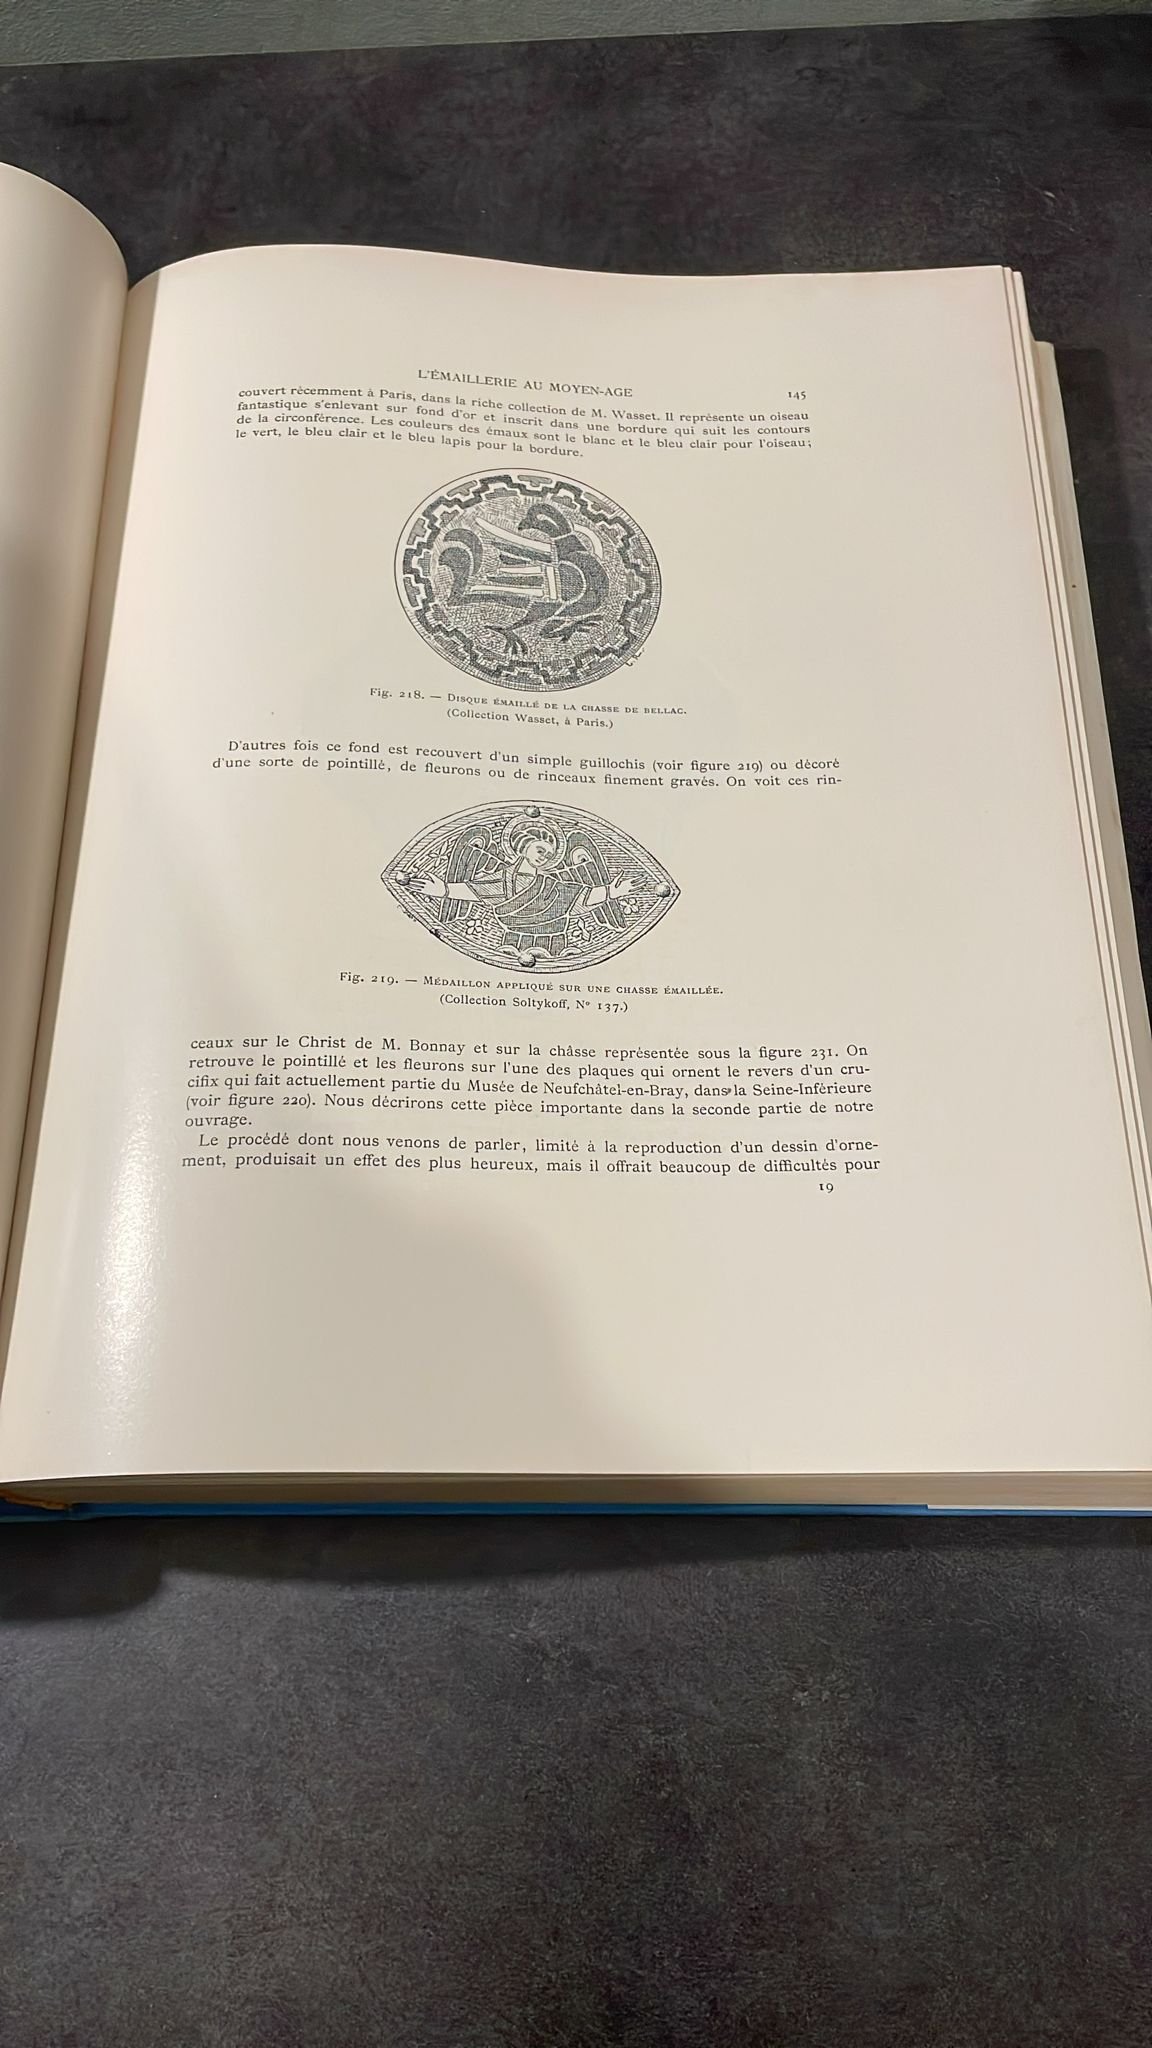 L'ÉMAILLERIE AU MOYEN-AGE 145
couvert récemment à Paris, dans la riche collection de M. Wasset. Il représente un oiseau
fantastique s'enlevant sur fond d'or et inscrit dans une bordure qui suit les contours
de la circonférence. Les couleurs des émaux sont le blanc et le bleu clair pour l'oiseau;
le vert, le bleu clair et le bleu lapis pour la bordure.
Fig. 218. — DISQUE ÉMAILLÉ DE LA CHASSE DE BELLAC.
(Collection Wasset, à Paris.)
D'autres fois ce fond est recouvert d'un simple guillochis (voir figure 219) ou décoré
d'une sorte de pointillé, de fleurons ou de rinceaux finement gravés. On voit ces rin-
Fig. 219. — MÉDAILLON APPLIQUÉ SUR UNE CHASSE ÉMAILLÉE.
(Collection Soltykoff, N° 137.)
ceaux sur le Christ de M. Bonnay et sur la châsse représentée sous la figure 231. On
retrouve le pointillé et les fleurons sur l'une des plaques qui ornent le revers d'un cru-
cifix qui fait actuellement partie du Musée de Neufchâtel-en-Bray, dans la Seine-Inférieure
(voir figure 220). Nous décrirons cette pièce importante dans la seconde partie de notre
ouvrage.
Le procédé dont nous venons de parler, limité à la reproduction d'un dessin d'orne-
ment, produisait un effet des plus heureux, mais il offrait beaucoup de difficultés pour
19